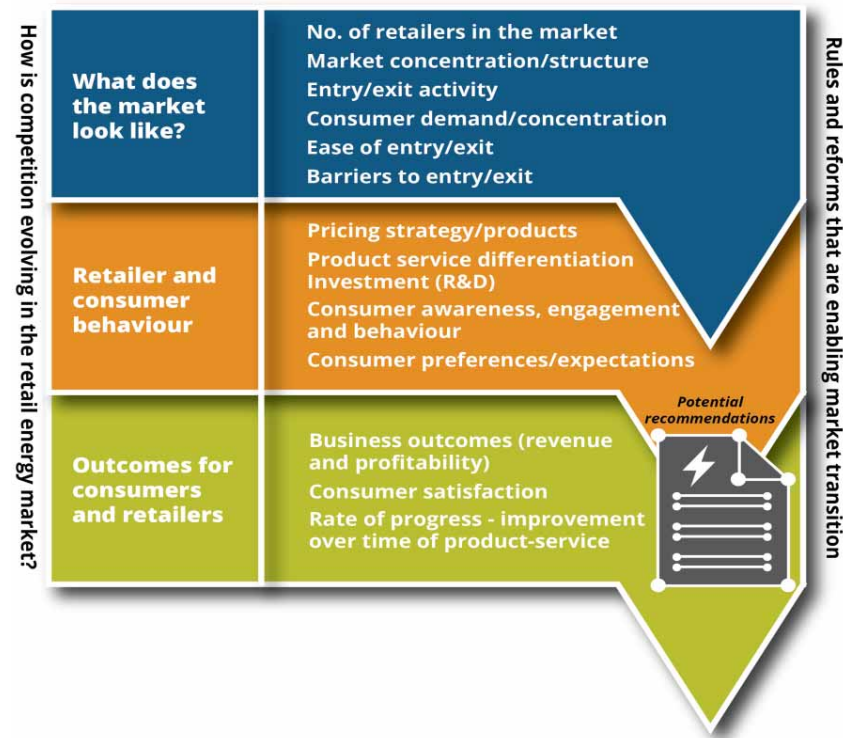 How is competition evolving in the retail energy market?
What does
the market
look like?
No. of retailers in the market
Market concentration/structure
Entry/exit activity
Consumer demand/concentration
Ease of entry/exit
Barriers to entry/exit
Retailer and
consumer
behaviour
Pricing strategy/products
Product service differentiation
Investment (R&D)
Consumer awareness, engagement
and behaviour
Consumer preferences/expectations
Outcomes for
consumers
and retailers
Business outcomes (revenue
and profitability)
Consumer satisfaction
Rate of progress - improvement
over time of product-service
Potential
recommendations
Rules and reforms that are enabling market transition